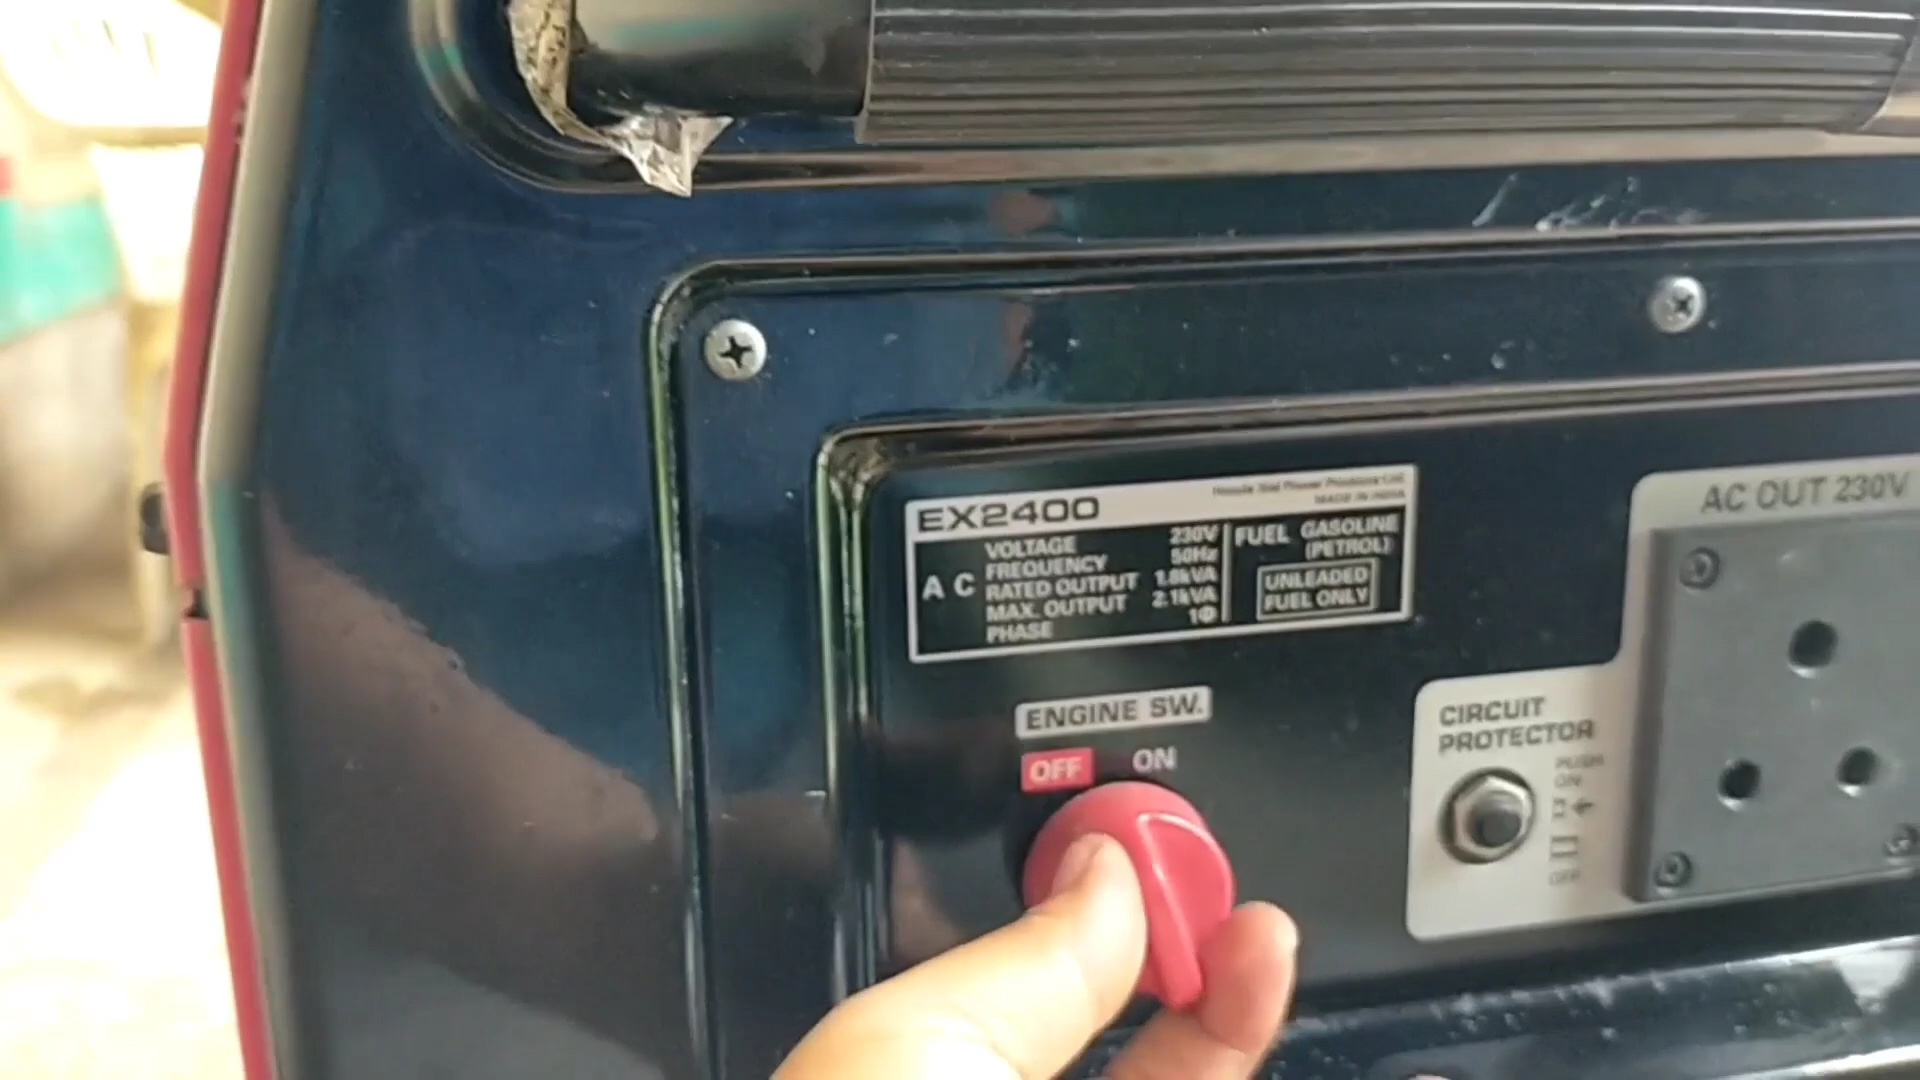 EX2400
MADE IN INDIA
AC
VOLTAGE 230V
FREQUENCY 50Hz
RATED OUTPUT 1.8kVA
MAX. OUTPUT 2.1kVA
PHASE 1Φ
FUEL GASOLINE
(PETROL)
UNLEADED
FUEL ONLY
ENGINE SW.
OFF ON
CIRCUIT
PROTECTOR
PUSH
ON
OFF
AC OUT 230V